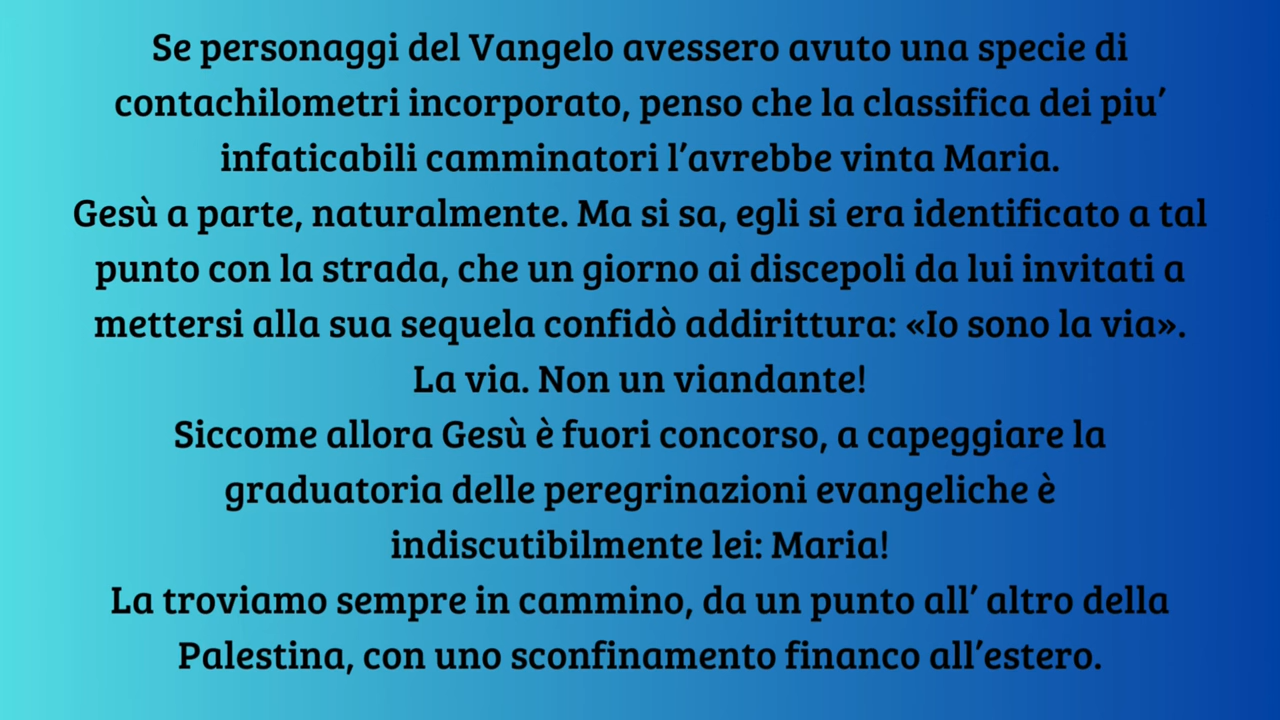 Se personaggi del Vangelo avessero avuto una specie di
contachilometri incorporato, penso che la classifica dei piu’
infaticabili camminatori l’avrebbe vinta Maria.
Gesù a parte, naturalmente. Ma si sa, egli si era identificato a tal
punto con la strada, che un giorno ai discepoli da lui invitati a
mettersi alla sua sequela confidò addirittura: «Io sono la via».
La via. Non un viandante!
Siccome allora Gesù è fuori concorso, a capeggiare la
graduatoria delle peregrinazioni evangeliche è
indiscutibilmente lei: Maria!
La troviamo sempre in cammino, da un punto all’ altro della
Palestina, con uno sconfinamento financo all’estero.